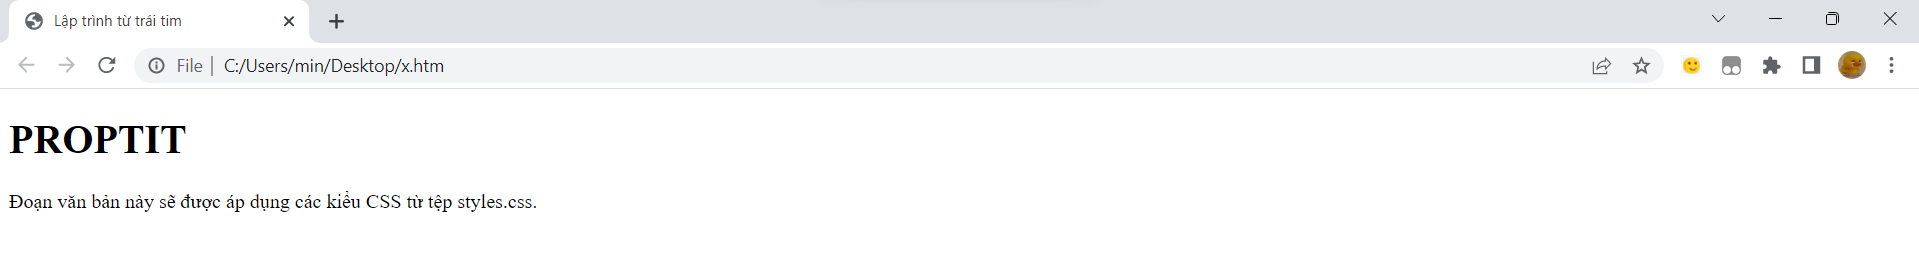 Lập trình từ trái tim
File
C:/Users/min/Desktop/x.htm
PROPTIT
Đoạn văn bản này sẽ được áp dụng các kiểu CSS từ tệp styles.css.